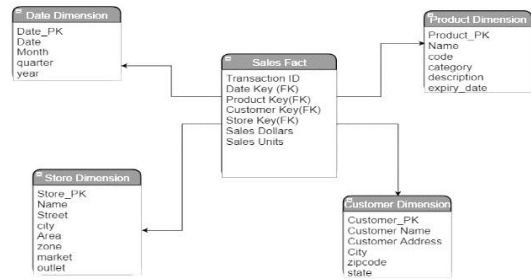 Date Dimension
Date_PK
Date
Month
quarter
year
Product Dimension
Product_PK
Name
code
category
description
expiry_date
Sales Fact
Transaction ID
Date Key (FK)
Product Key(FK)
Customer Key(FK)
Store Key(FK)
Sales Dollars
Sales Units
Store Dimension
Store_PK
Name
Street
city
Area
zone
market
outlet
Customer Dimension
Customer_PK
Customer Name
Customer Address
City
zipcode
state